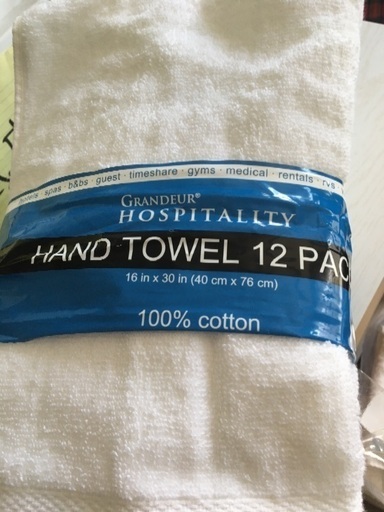 hotels · spas · b&bs · guest · timeshare · gyms · medical · rentals · rvs
GRANDEUR®
HOSPITALITY
HAND TOWEL 12 PAC
16 in x 30 in (40 cm x 76 cm)
100% cotton